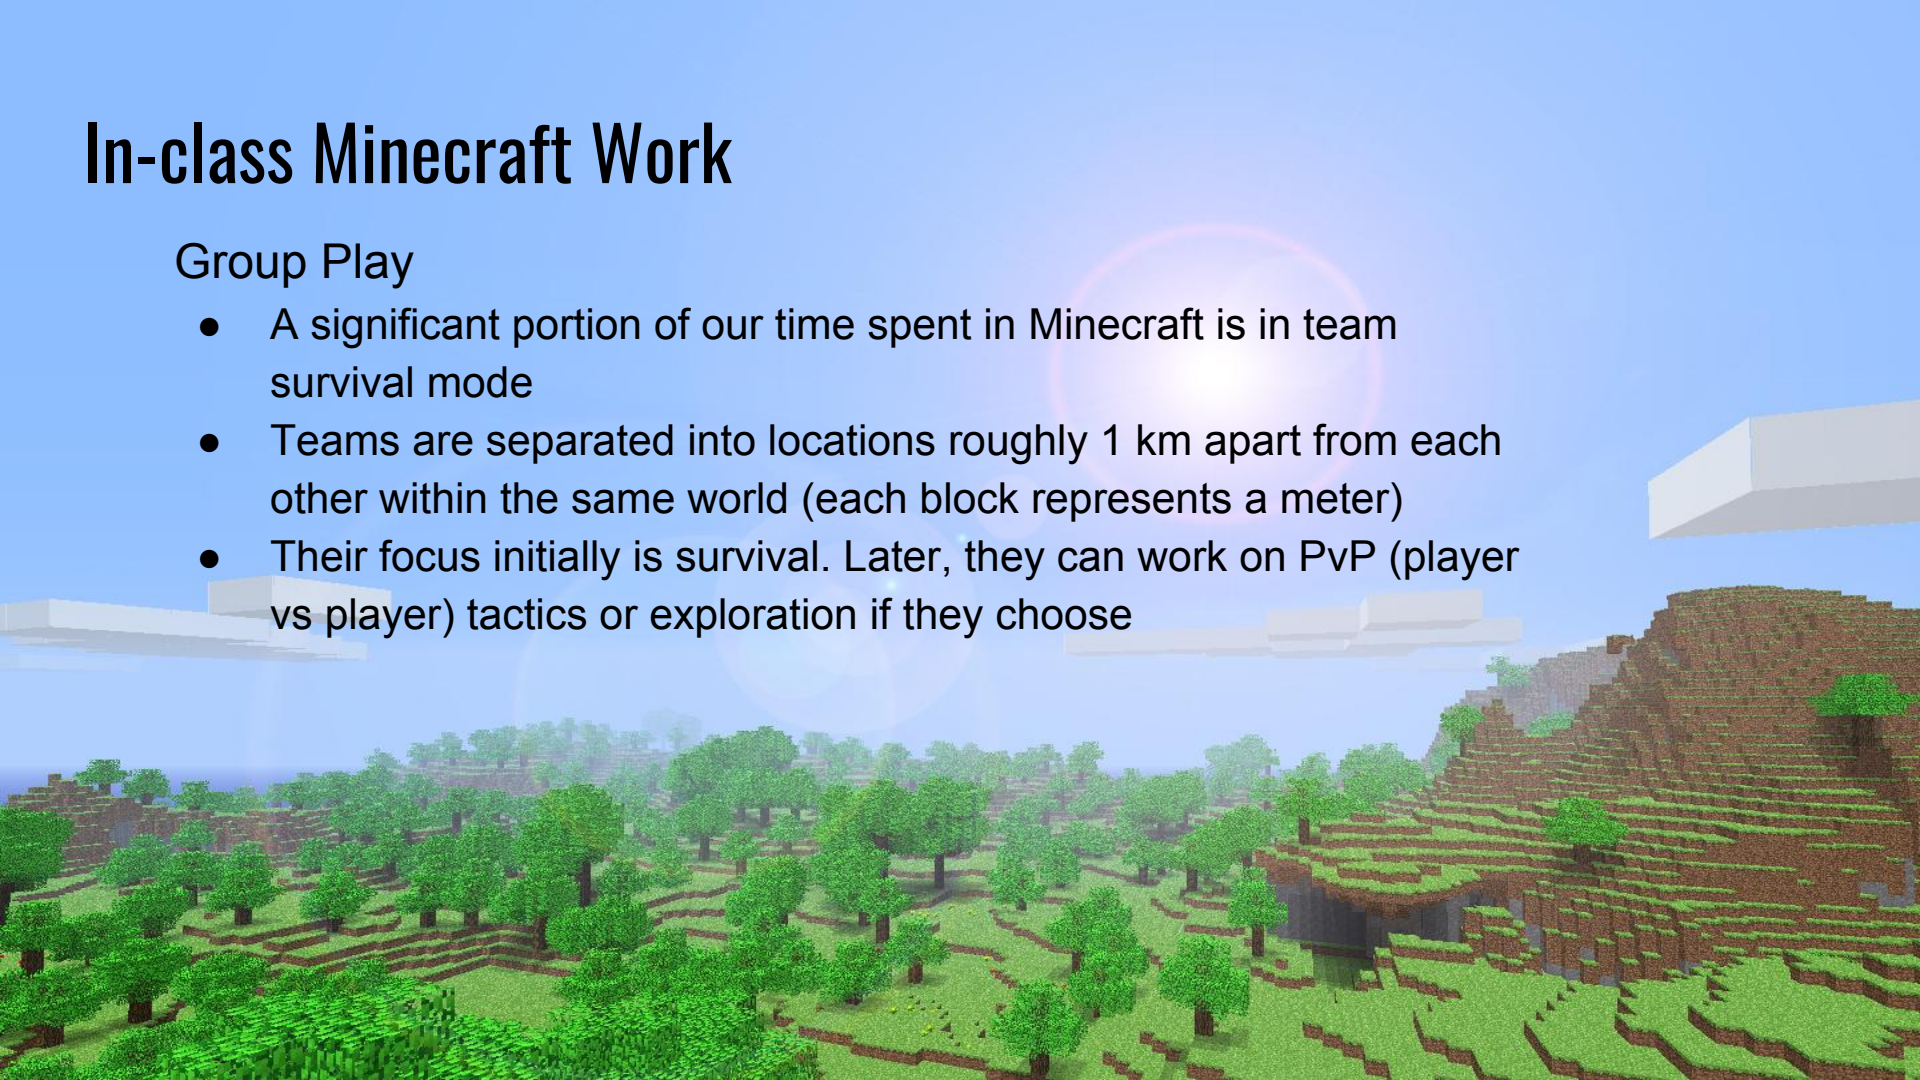 In-class Minecraft Work
Group Play
● A significant portion of our time spent in Minecraft is in team
survival mode
● Teams are separated into locations roughly 1 km apart from each
other within the same world (each block represents a meter)
● Their focus initially is survival. Later, they can work on PvP (player
vs player) tactics or exploration if they choose